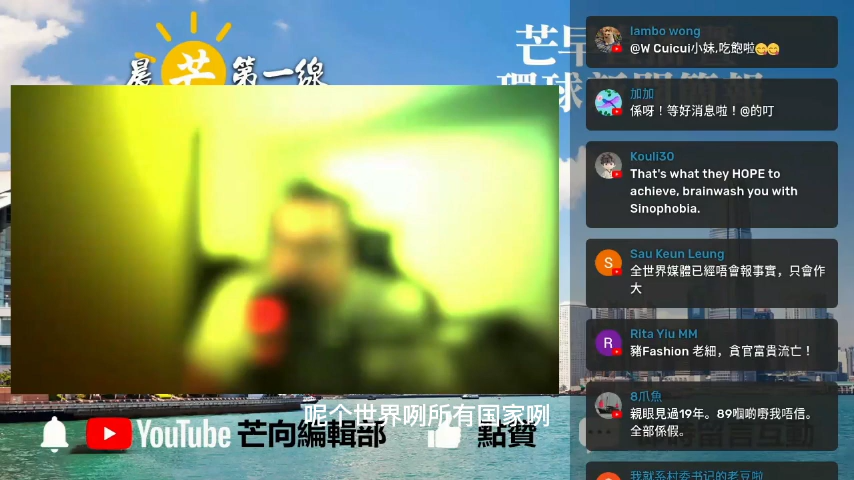 晨芒第一線
lambo wong
@W Cuicui小妹,吃飽啦😋😋
加加
係呀！等好消息啦！@的叮
Kouli30
That's what they HOPE to
achieve, brainwash you with
Sinophobia.
Sau Keun Leung
全世界媒體已經唔會報事實，只會作
大
Rita Yiu MM
豬Fashion 老細，貪官富貴流亡！
8爪魚
親眼見過19年。89嗰啲嘢我唔信。
全部係假。
我就系村委书记的老豆啦
呢个世界咧所有国家咧
YouTube 芒向編輯部
點贊
留言互動